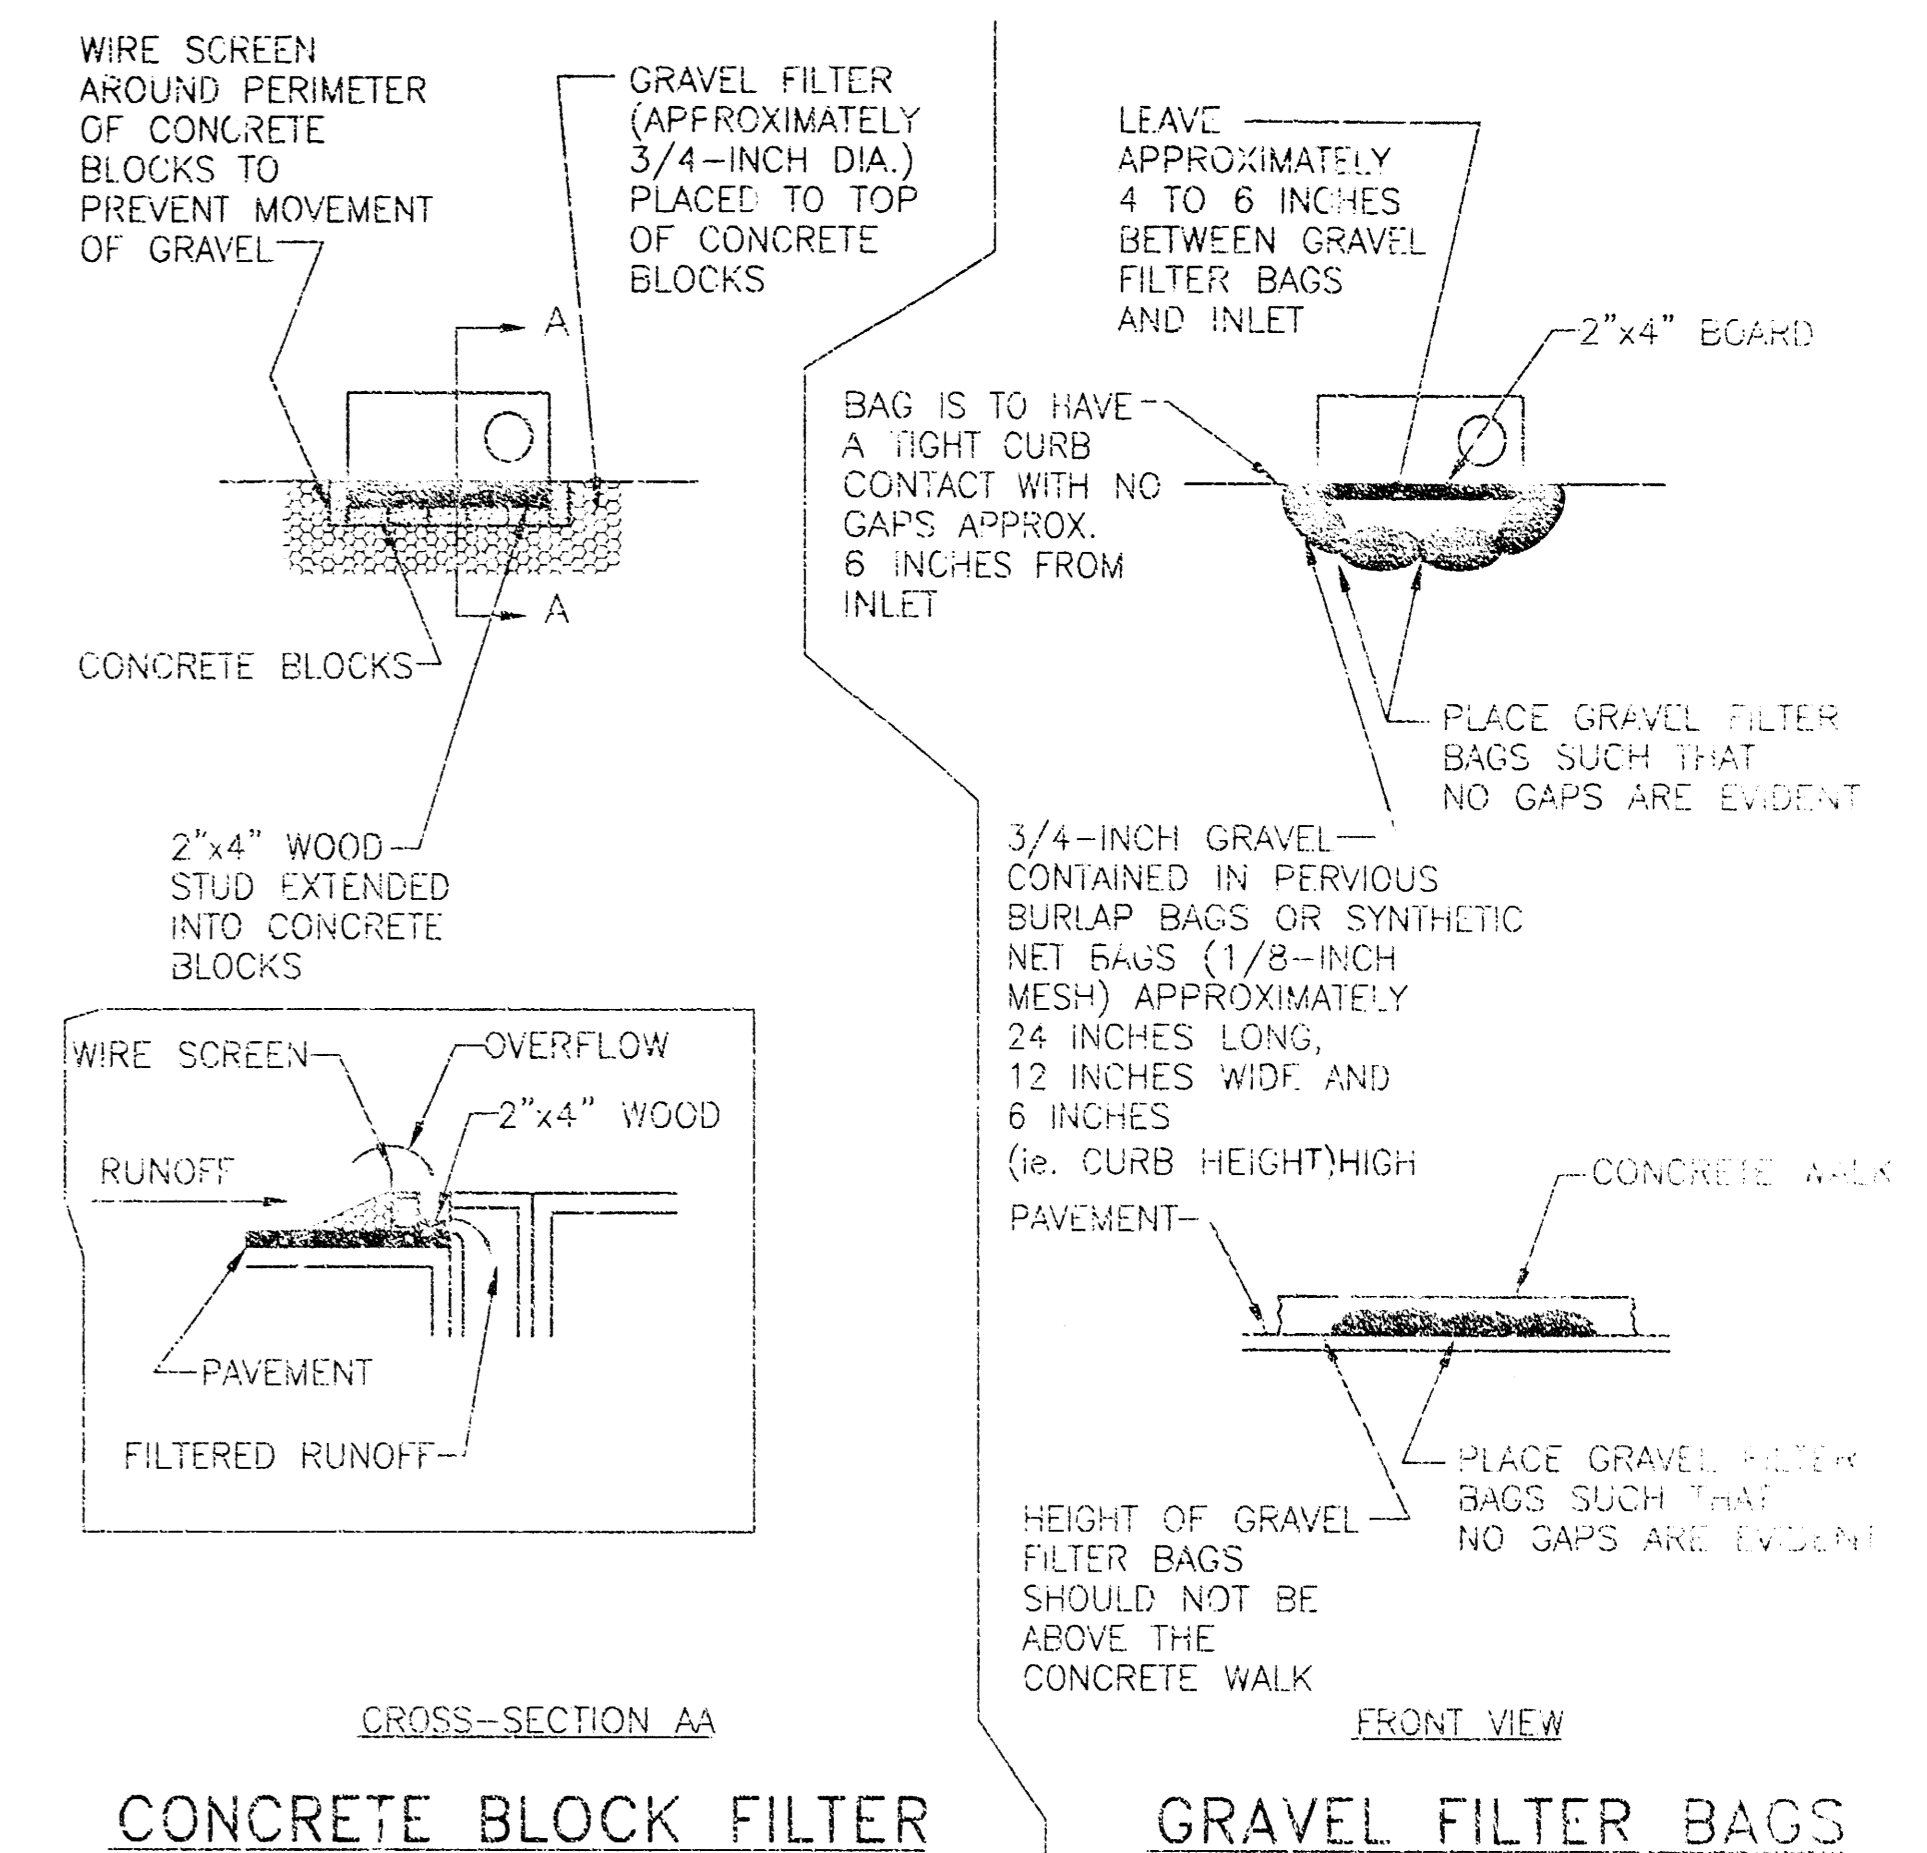 WIRE SCREEN
AROUND PERIMETER
OF CONCRETE
BLOCKS TO
PREVENT MOVEMENT
OF GRAVEL
GRAVEL FILTER
(APPROXIMATELY
3/4-INCH DIA.)
PLACED TO TOP
OF CONCRETE
BLOCKS
A
A
CONCRETE BLOCKS
2"x4" WOOD
STUD EXTENDED
INTO CONCRETE
BLOCKS
WIRE SCREEN
OVERFLOW
2"x4" WOOD
RUNOFF
PAVEMENT
FILTERED RUNOFF
CROSS-SECTION AA
CONCRETE BLOCK FILTER
LEAVE
APPROXIMATELY
4 TO 6 INCHES
BETWEEN GRAVEL
FILTER BAGS
AND INLET
2"x4" BOARD
BAG IS TO HAVE
A TIGHT CURB
CONTACT WITH NO
GAPS APPROX.
6 INCHES FROM
INLET
PLACE GRAVEL FILTER
BAGS SUCH THAT
NO GAPS ARE EVIDENT
3/4-INCH GRAVEL
CONTAINED IN PERVIOUS
BURLAP BAGS OR SYNTHETIC
NET BAGS (1/8-INCH
MESH) APPROXIMATELY
24 INCHES LONG,
12 INCHES WIDE AND
6 INCHES
(ie. CURB HEIGHT)HIGH
PAVEMENT
CONCRETE WALK
PLACE GRAVEL FILTER
BAGS SUCH THAT
NO GAPS ARE EVIDENT
HEIGHT OF GRAVEL
FILTER BAGS
SHOULD NOT BE
ABOVE THE
CONCRETE WALK
FRONT VIEW
GRAVEL FILTER BAGS